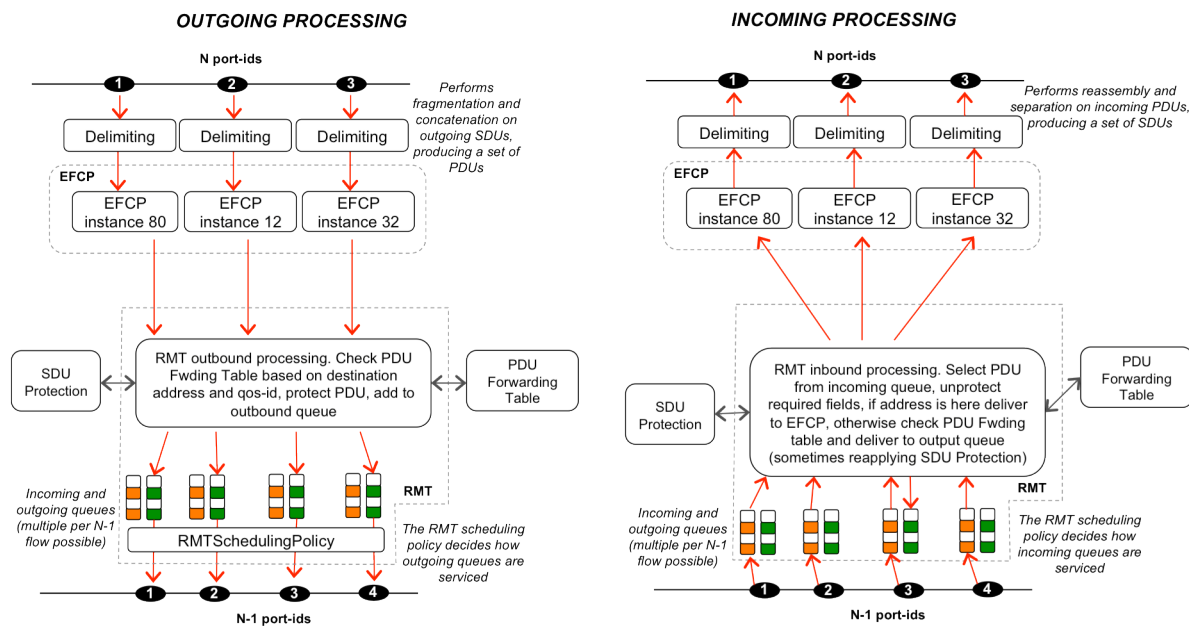 OUTGOING PROCESSING
N port-ids
1
2
3
Performs
fragmentation and
concatenation on
outgoing SDUs,
producing a set of
PDUs
Delimiting
Delimiting
Delimiting
EFCP
EFCP
instance 80
EFCP
instance 12
EFCP
instance 32
SDU
Protection
RMT outbound processing. Check PDU
Fwding Table based on destination
address and qos-id, protect PDU, add to
outbound queue
PDU
Forwarding
Table
RMT
Incoming and
outgoing queues
(multiple per N-1
flow possible)
RMTSchedulingPolicy
The RMT scheduling
policy decides how
outgoing queues are
serviced
1
2
3
4
N-1 port-ids
INCOMING PROCESSING
N port-ids
1
2
3
Performs reassembly and
separation on incoming PDUs,
producing a set of SDUs
Delimiting
Delimiting
Delimiting
EFCP
EFCP
instance 80
EFCP
instance 12
EFCP
instance 32
SDU
Protection
RMT inbound processing. Select PDU
from incoming queue, unprotect
required fields, if address is here deliver
to EFCP, otherwise check PDU Fwding
table and deliver to output queue
(sometimes reapplying SDU Protection)
PDU
Forwarding
Table
RMT
Incoming and
outgoing queues
(multiple per N-1
flow possible)
The RMT scheduling
policy decides how
incoming queues are
serviced
1
2
3
4
N-1 port-ids